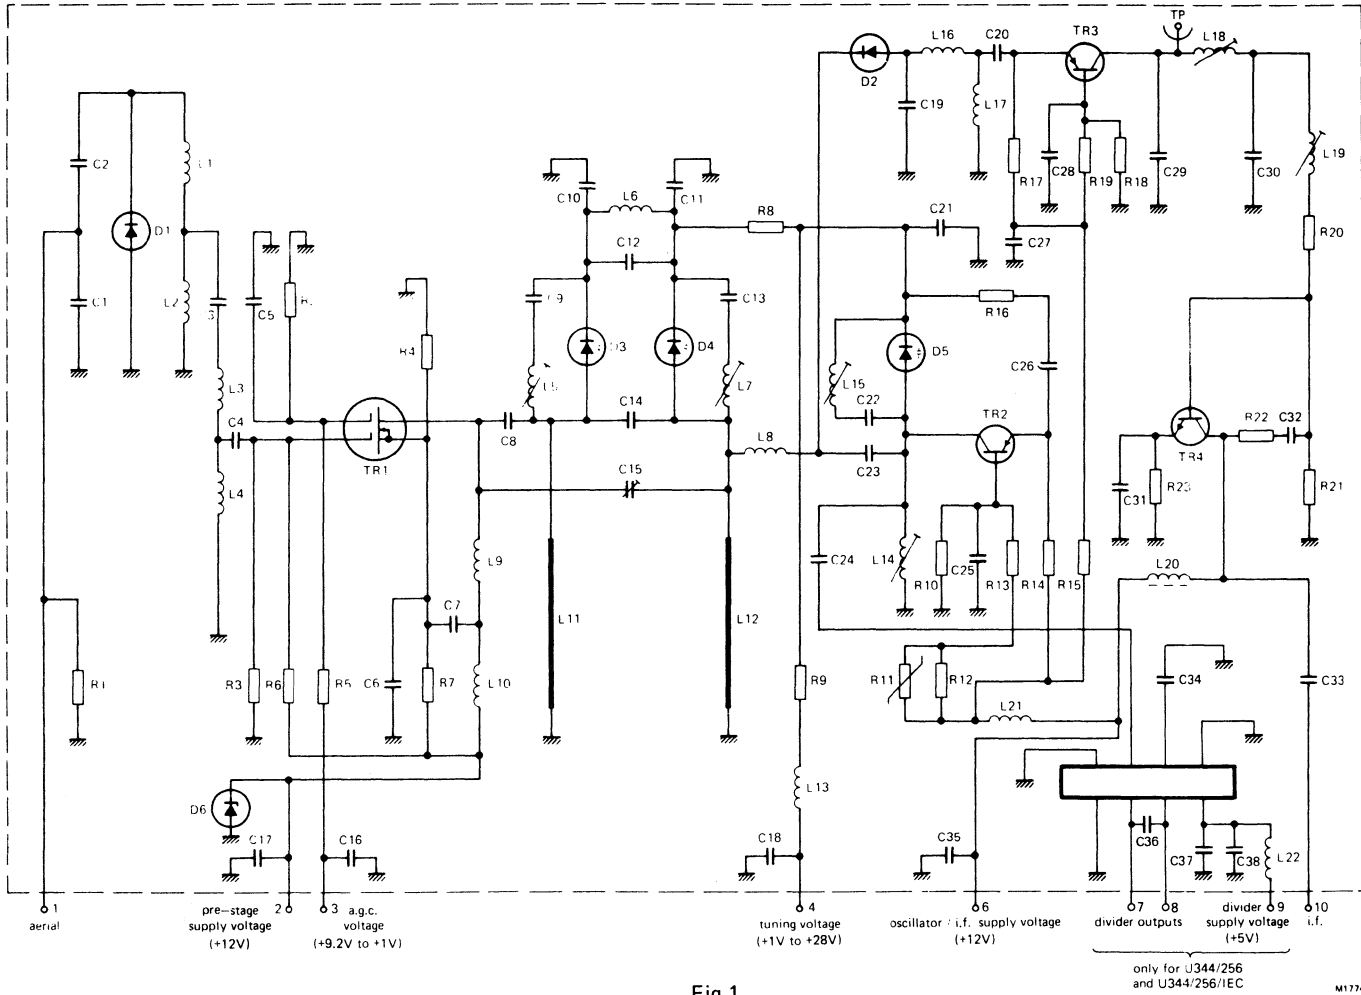 TP
D2
L16
C20
TR3
L18
C19
L17
R17
C28
R19
R18
C29
C30
L19
C2
L1
C10
L6
C11
D1
R8
C21
C27
R20
C12
C1
L2
C5
C9
C13
R16
R4
D3
D4
D5
C26
L3
L5
L7
L15
C22
C4
C14
TR2
C8
L8
R22
C32
TR1
C23
TR4
C15
L4
C31
R23
R21
L9
C24
L14
R10
C25
R13
R14
R15
L20
C7
L11
L12
R1
R3
R6
R5
C6
R7
L10
R9
R11
R12
C34
C33
L21
L13
D6
C17
C16
C18
C35
C36
C37
C38
L22
1
aerial
pre-stage 2
supply voltage
(+12V)
3 a.g.c.
voltage
(+9.2V to +1V)
4
tuning voltage
(+1V to +28V)
6
oscillator / i.f. supply voltage
(+12V)
7 8
divider outputs
divider 9
supply voltage
(+5V)
10
i.f.
only for U344/256
and U344/256/IEC
Fig.1